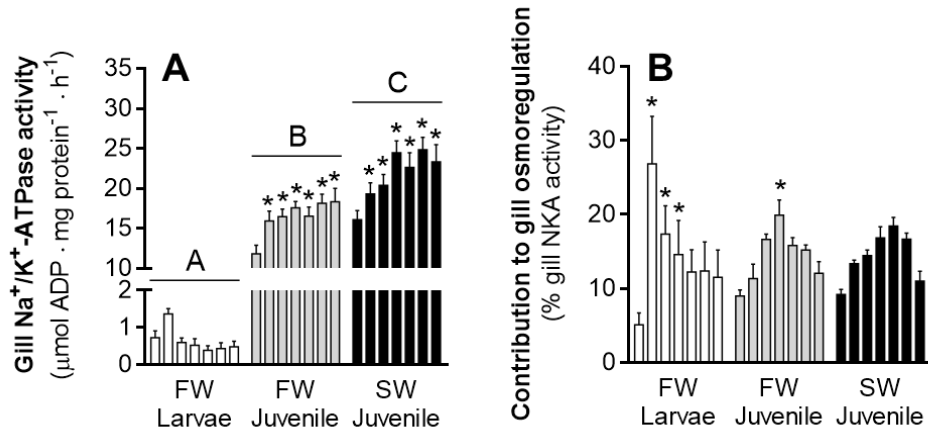 Gill Na⁺/K⁺-ATPase activity
(μmol ADP · mg protein⁻¹ · h⁻¹)
35
30
25
20
15
10
2
1
0
A
A
B
C
* * * * * *
* * * * * *
FW
Larvae
FW
Juvenile
SW
Juvenile
Contribution to gill osmoregulation
(% gill NKA activity)
40
30
20
10
0
B
* * *
*
FW
Larvae
FW
Juvenile
SW
Juvenile